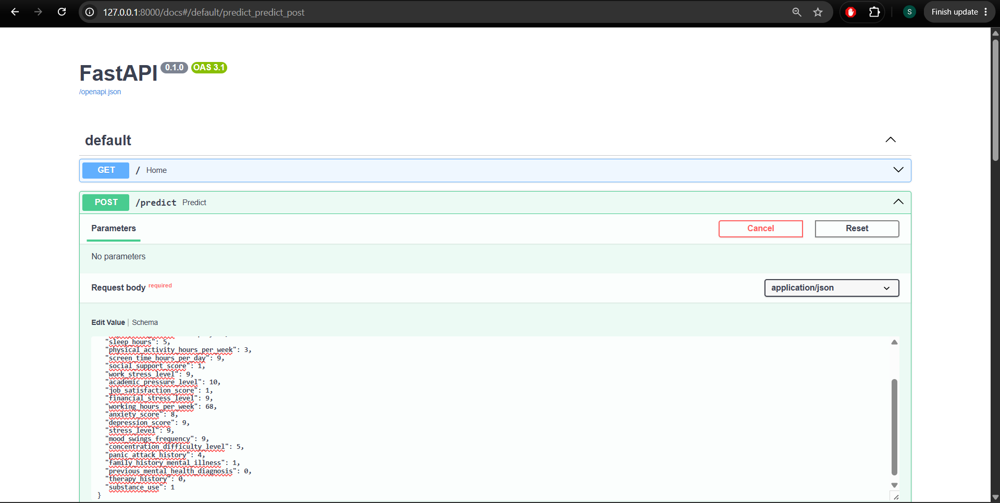 127.0.0.1:8000/docs#/default/predict_predict_post
S
Finish update
FastAPI 0.1.0 OAS 3.1
/openapi.json
default
GET / Home
POST /predict Predict
Parameters
Cancel
Reset
No parameters
Request body required
application/json
Edit Value | Schema
"sleep_hours": 5,
"physical_activity_hours_per_week": 3,
"screen_time_hours_per_day": 9,
"social_support_score": 1,
"work_stress_level": 9,
"academic_pressure_level": 10,
"job_satisfaction_score": 1,
"financial_stress_level": 9,
"working_hours_per_week": 68,
"anxiety_score": 8,
"depression_score": 9,
"stress_level": 9,
"mood_swings_frequency": 9,
"concentration_difficulty_level": 5,
"panic_attack_history": 4,
"family_history_mental_illness": 1,
"previous_mental_health_diagnosis": 0,
"therapy_history": 0,
"substance_use": 1
}